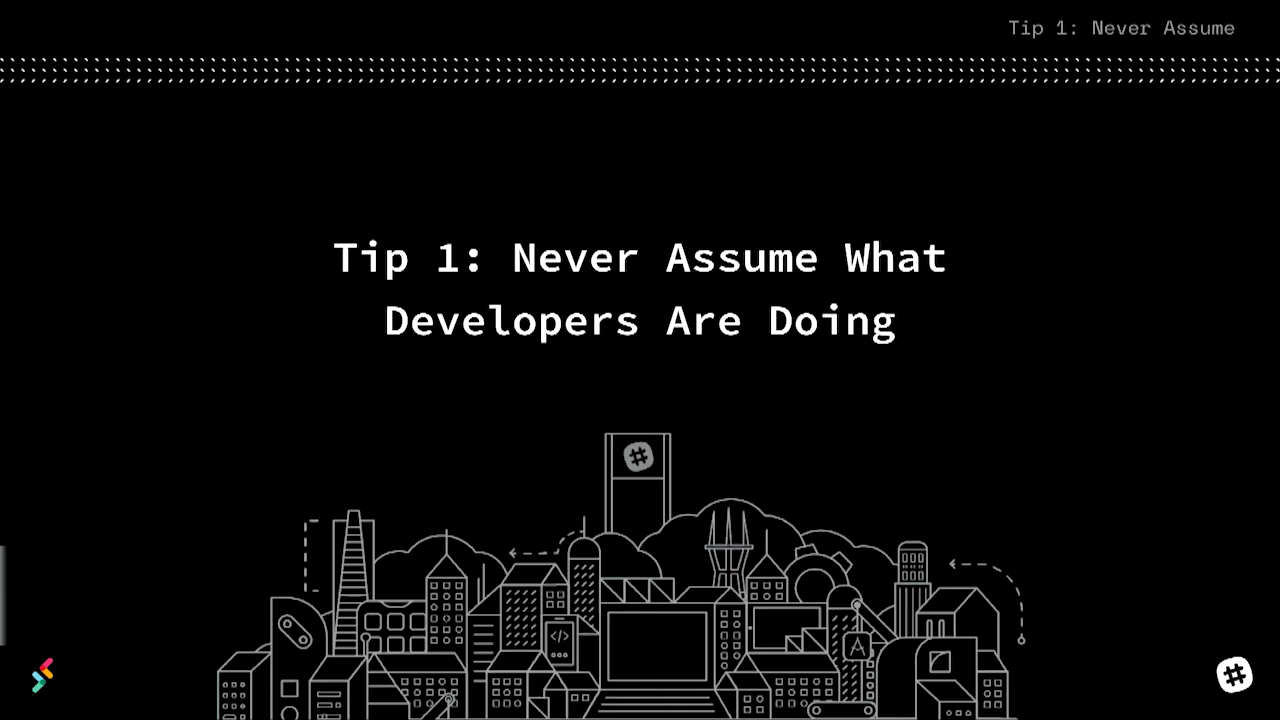 Tip 1: Never Assume
Tip 1: Never Assume What
Developers Are Doing
</>